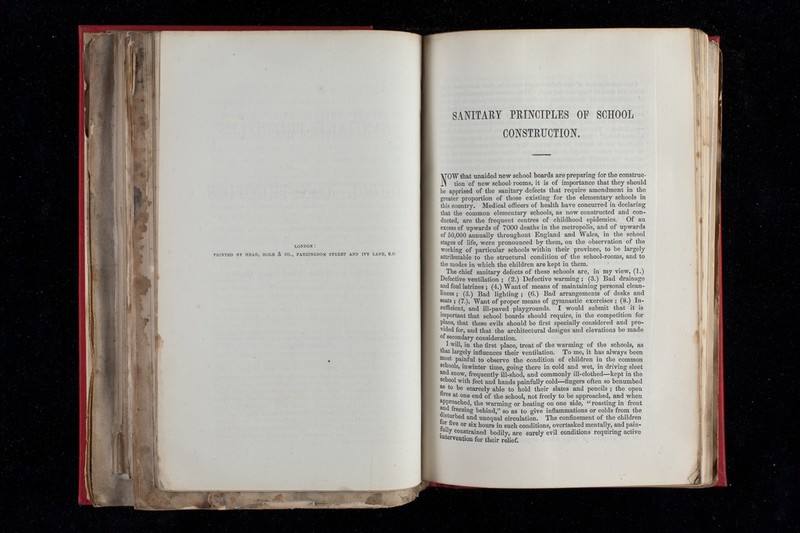 LONDON:
PRINTED BY HEAD, HOLE & CO., FARRINGDON STREET AND IVY LANE, E.C.
SANITARY PRINCIPLES OF SCHOOL
CONSTRUCTION.
NOW that unaided new school boards are preparing for the construc-
tion of new school rooms, it is of importance that they should
be apprised of the sanitary defects that require amendment in the
greater proportion of those existing for the elementary schools in
this country. Medical officers of health have concurred in declaring
that the common elementary schools, as now constructed and con-
ducted, are the frequent centres of childhood epidemics. Of an
excess of upwards of 7000 deaths in the metropolis, and of upwards
of 50,000 annually throughout England and Wales, in the school
stages of life, were pronounced by them, on the observation of the
working of particular schools within their province, to be largely
attributable to the structural condition of the school-rooms, and to
the modes in which the children are kept in them.
The chief sanitary defects of these schools are, in my view, (1.)
Defective ventilation ; (2.) Defective warming ; (3.) Bad drainage
and foul latrines ; (4.) Want of means of maintaining personal clean-
liness ; (5.) Bad lighting ; (6.) Bad arrangements of desks and
seats ; (7.). Want of proper means of gymnastic exercises ; (8.) In-
sufficient, and ill-paved playgrounds. I would submit that it is
important that school boards should require, in the competition for
plans, that these evils should be first specially considered and pro-
vided for, and that the architectural designs and elevations be made
of secondary consideration.
I will, in the first place, treat of the warming of the schools, as
that largely influences their ventilation. To me, it has always been
most painful to observe the condition of children in the common
schools, in winter time, going there in cold and wet, in driving sleet
and snow, frequently ill-shod, and commonly ill-clothed—kept in the
school with feet and hands painfully cold—fingers often so benumbed
as to be scarcely able to hold their slates and pencils ; the open
fires at one end of the school, not freely to be approached, and when
approached, the warming or heating on one side, "roasting in front
and freezing behind," so as to give inflammations or colds from the
disturbed and unequal circulation. The confinement of the children
for five or six hours in such conditions, overtasked mentally, and pain-
fully constrained bodily, are surely evil conditions requiring active
intervention for their relief.